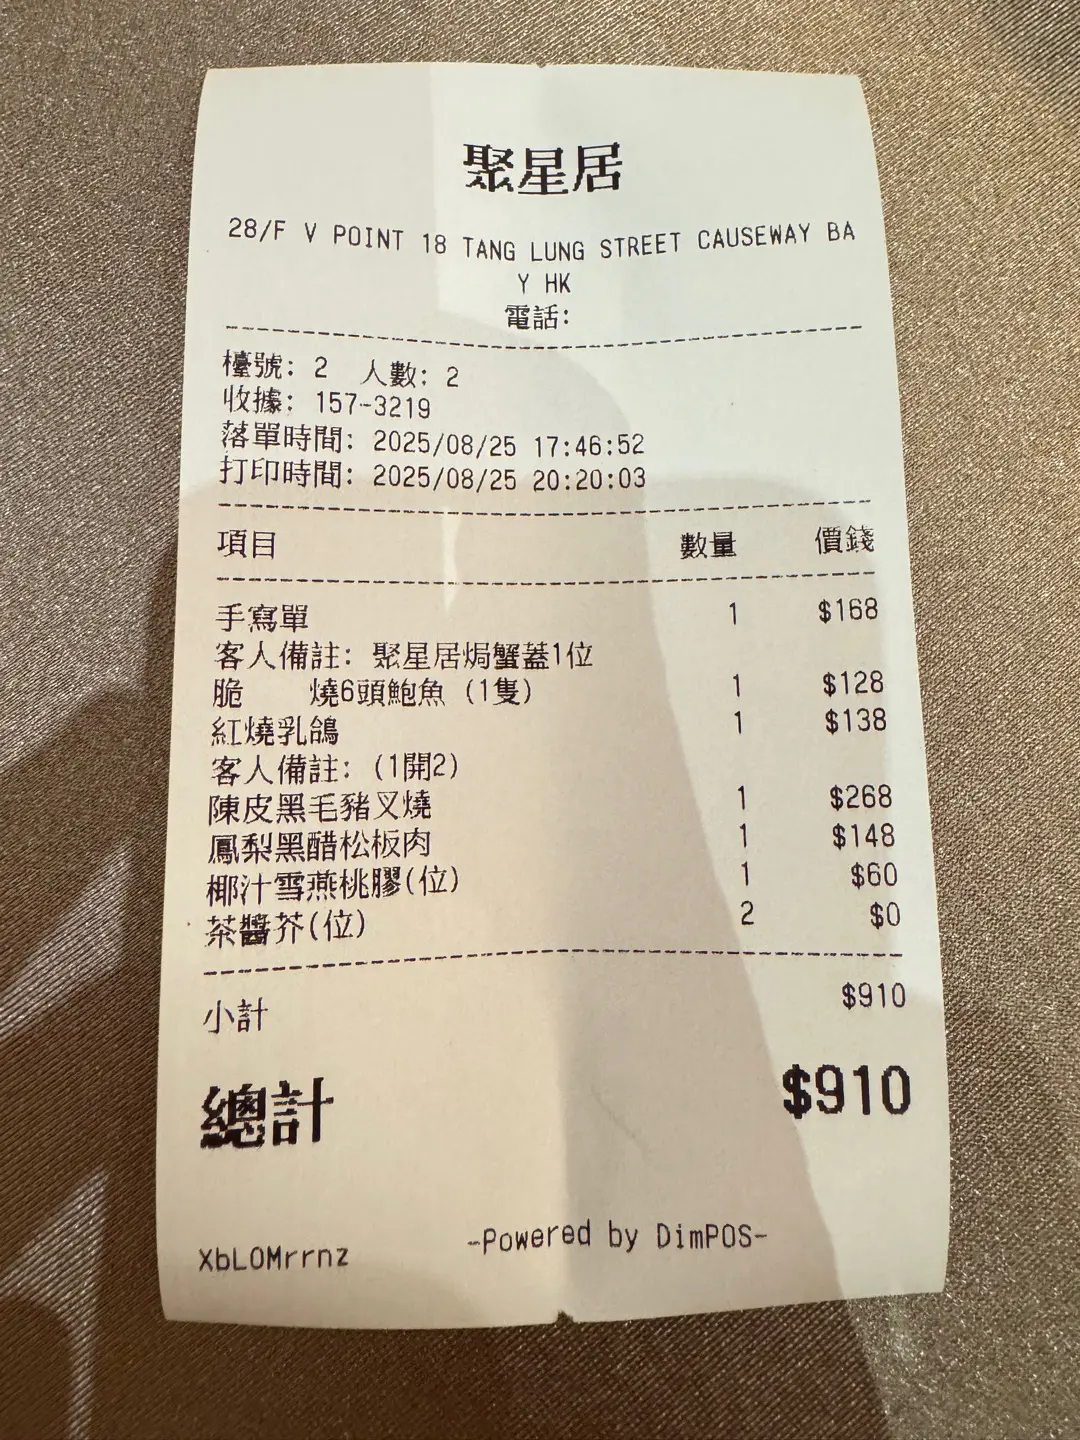 聚星居
28/F V POINT 18 TANG LUNG STREET CAUSEWAY BA
Y HK
電話:
檯號: 2 人數: 2
收據: 157-3219
落單時間: 2025/08/25 17:46:52
打印時間: 2025/08/25 20:20:03
項目 數量 價錢
手寫單 1 $168
客人備註: 聚星居焗蟹蓋1位
脆 燒6頭鮑魚 (1隻) 1 $128
紅燒乳鴿 1 $138
客人備註: (1開2)
陳皮黑毛豬叉燒 1 $268
鳳梨黑醋松板肉 1 $148
椰汁雪燕桃膠(位) 1 $60
茶醬芥(位) 2 $0
小計 $910
總計 $910
XbLOMrrnz -Powered by DimPOS-